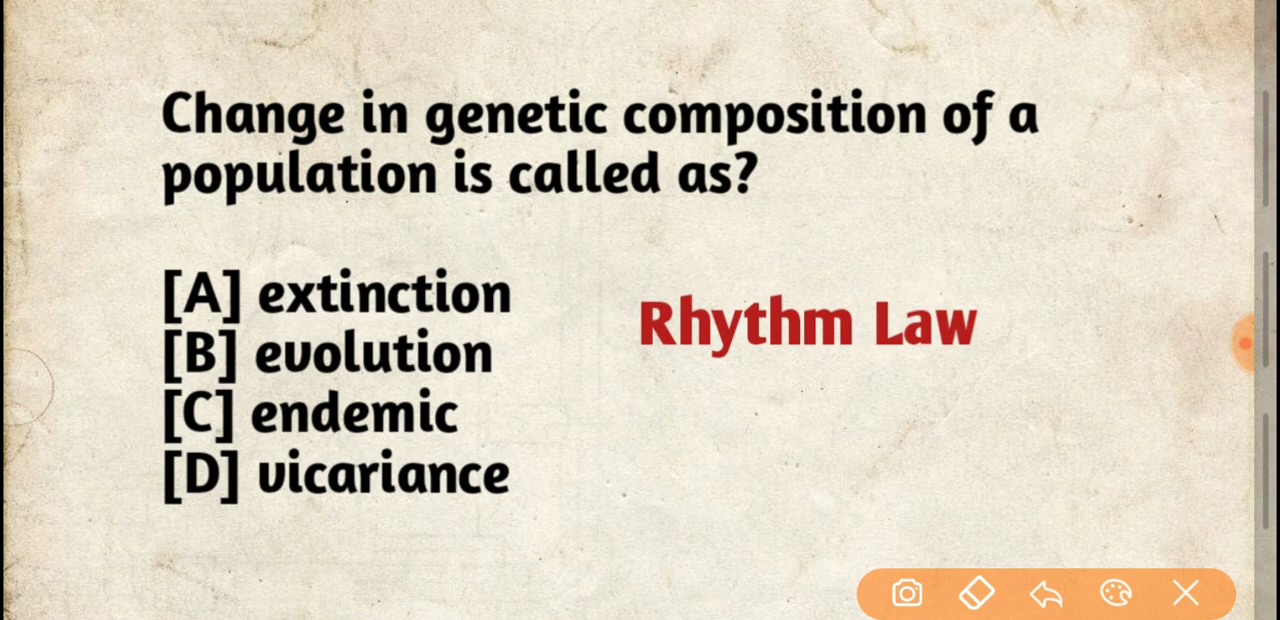 Change in genetic composition of a
population is called as?
[A] extinction
[B] evolution
[C] endemic
[D] vicariance
Rhythm Law